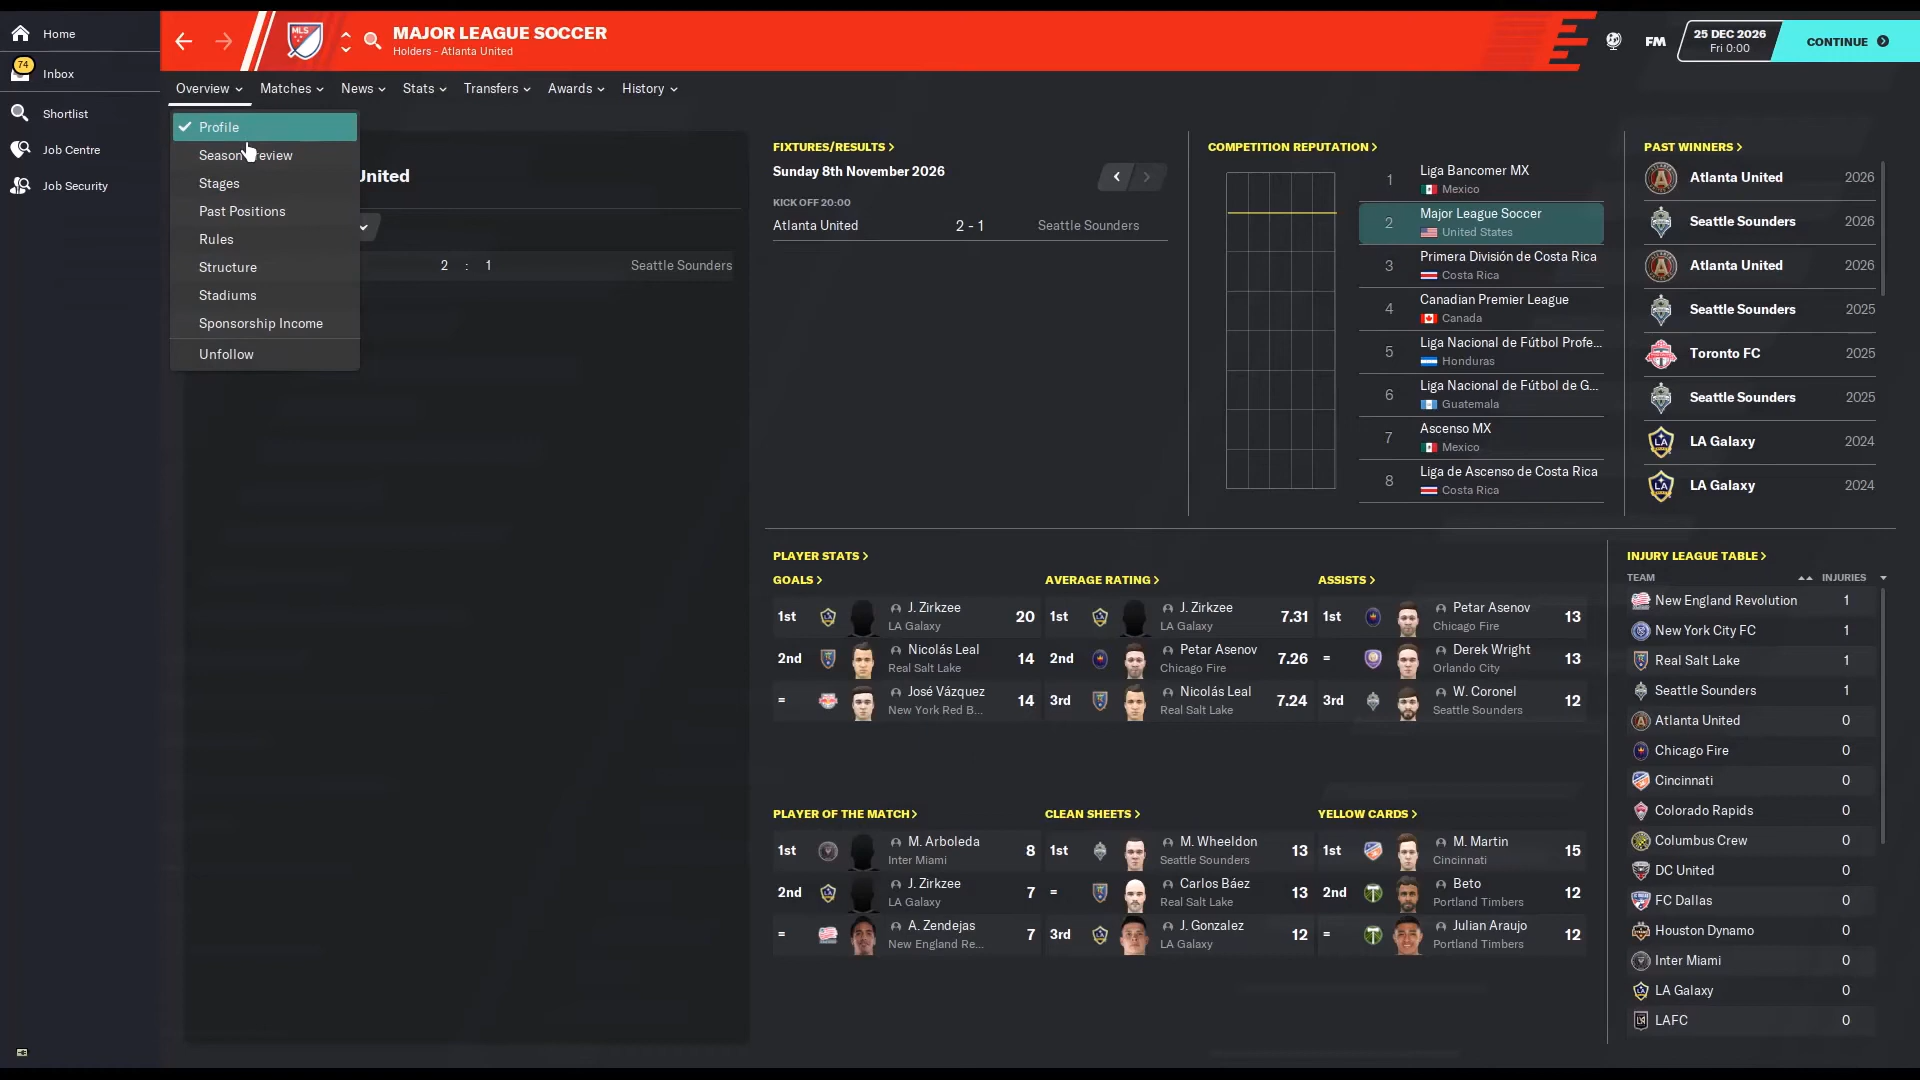 Home
74
Inbox
Shortlist
Job Centre
Job Security
MLS
MAJOR LEAGUE SOCCER
Holders - Atlanta United
FM
25 DEC 2026
Fri 0:00
CONTINUE
Overview
Matches
News
Stats
Transfers
Awards
History
Profile
Stages
Past Positions
Rules
Structure
Stadiums
Sponsorship Income
Unfollow
2 : 1 Seattle Sounders
FIXTURES/RESULTS
Sunday 8th November 2026
KICK OFF 20:00
Atlanta United 2 - 1 Seattle Sounders
COMPETITION REPUTATION
1 Liga Bancomer MX
Mexico
2 Major League Soccer
United States
3 Primera División de Costa Rica
Costa Rica
4 Canadian Premier League
Canada
5 Liga Nacional de Fútbol Profe...
Honduras
6 Liga Nacional de Fútbol de G...
Guatemala
7 Ascenso MX
Mexico
8 Liga de Ascenso de Costa Rica
Costa Rica
PAST WINNERS
Atlanta United 2026
Seattle Sounders 2026
Atlanta United 2026
Seattle Sounders 2025
Toronto FC 2025
Seattle Sounders 2025
LA Galaxy 2024
LA Galaxy 2024
PLAYER STATS
GOALS
1st J. Zirkzee 20
LA Galaxy
2nd Nicolás Leal 14
Real Salt Lake
= José Vázquez 14
New York Red B...
AVERAGE RATING
1st J. Zirkzee 7.31
LA Galaxy
2nd Petar Asenov 7.26
Chicago Fire
3rd Nicolás Leal 7.24
Real Salt Lake
ASSISTS
1st Petar Asenov 13
Chicago Fire
= Derek Wright 13
Orlando City
3rd W. Coronel 12
Seattle Sounders
PLAYER OF THE MATCH
1st M. Arboleda 8
Inter Miami
2nd J. Zirkzee 7
LA Galaxy
= A. Zendejas 7
New England Re...
CLEAN SHEETS
1st M. Wheeldon 13
Seattle Sounders
= Carlos Báez 13
Real Salt Lake
3rd J. Gonzalez 12
LA Galaxy
YELLOW CARDS
1st M. Martin 15
Cincinnati
2nd Beto 12
Portland Timbers
= Julian Araujo 12
Portland Timbers
INJURY LEAGUE TABLE
TEAM INJURIES
New England Revolution 1
New York City FC 1
Real Salt Lake 1
Seattle Sounders 1
Atlanta United 0
Chicago Fire 0
Cincinnati 0
Colorado Rapids 0
Columbus Crew 0
DC United 0
FC Dallas 0
Houston Dynamo 0
Inter Miami 0
LA Galaxy 0
LAFC 0